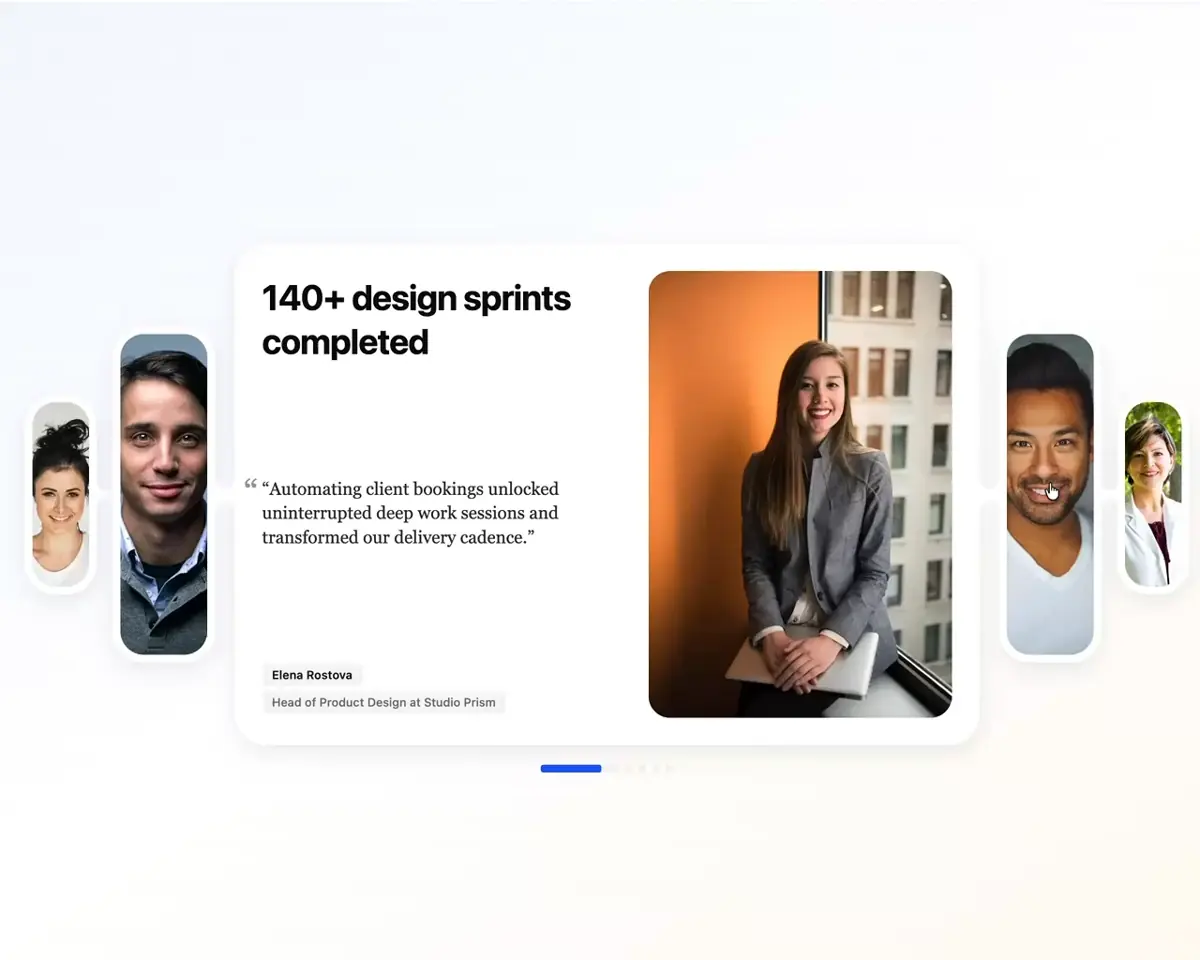 140+ design sprints
completed
“ “Automating client bookings unlocked
uninterrupted deep work sessions and
transformed our delivery cadence.”
Elena Rostova
Head of Product Design at Studio Prism